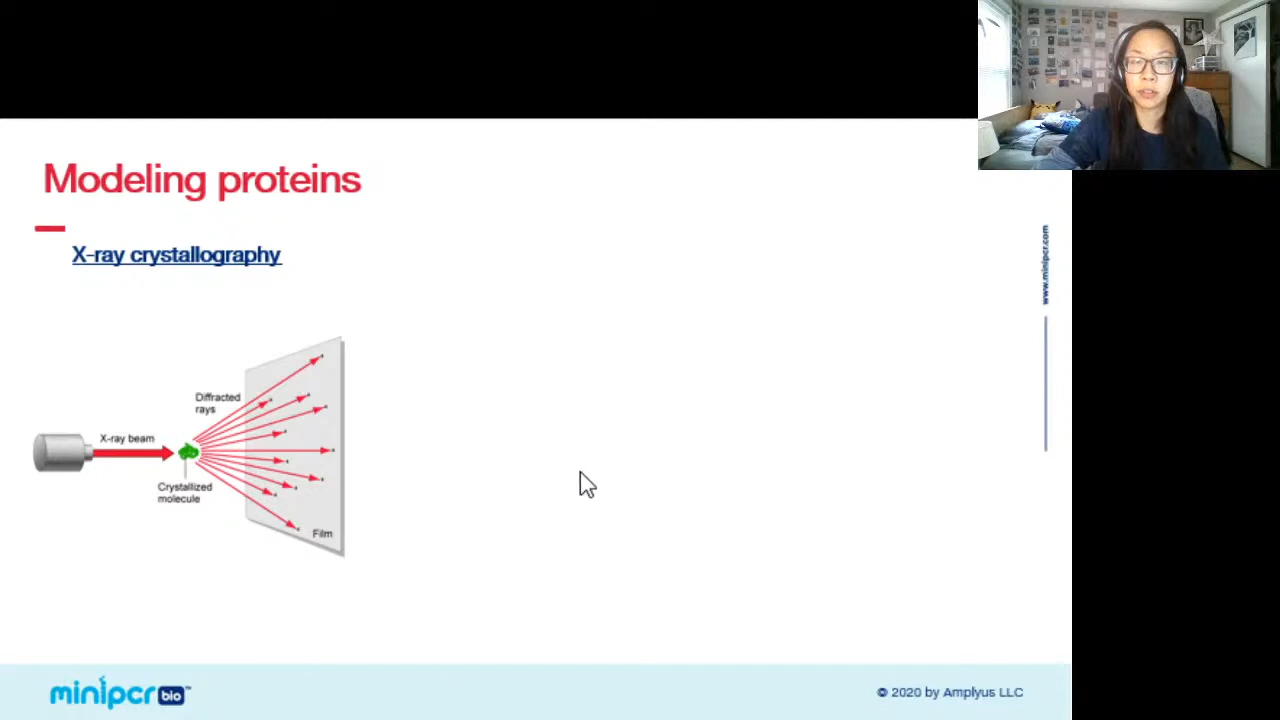 Modeling proteins
X-ray crystallography
Diffracted
rays
X-ray beam
Crystallized
molecule
Film
www.minipcr.com
minipcr bio™
© 2020 by Amplyus LLC